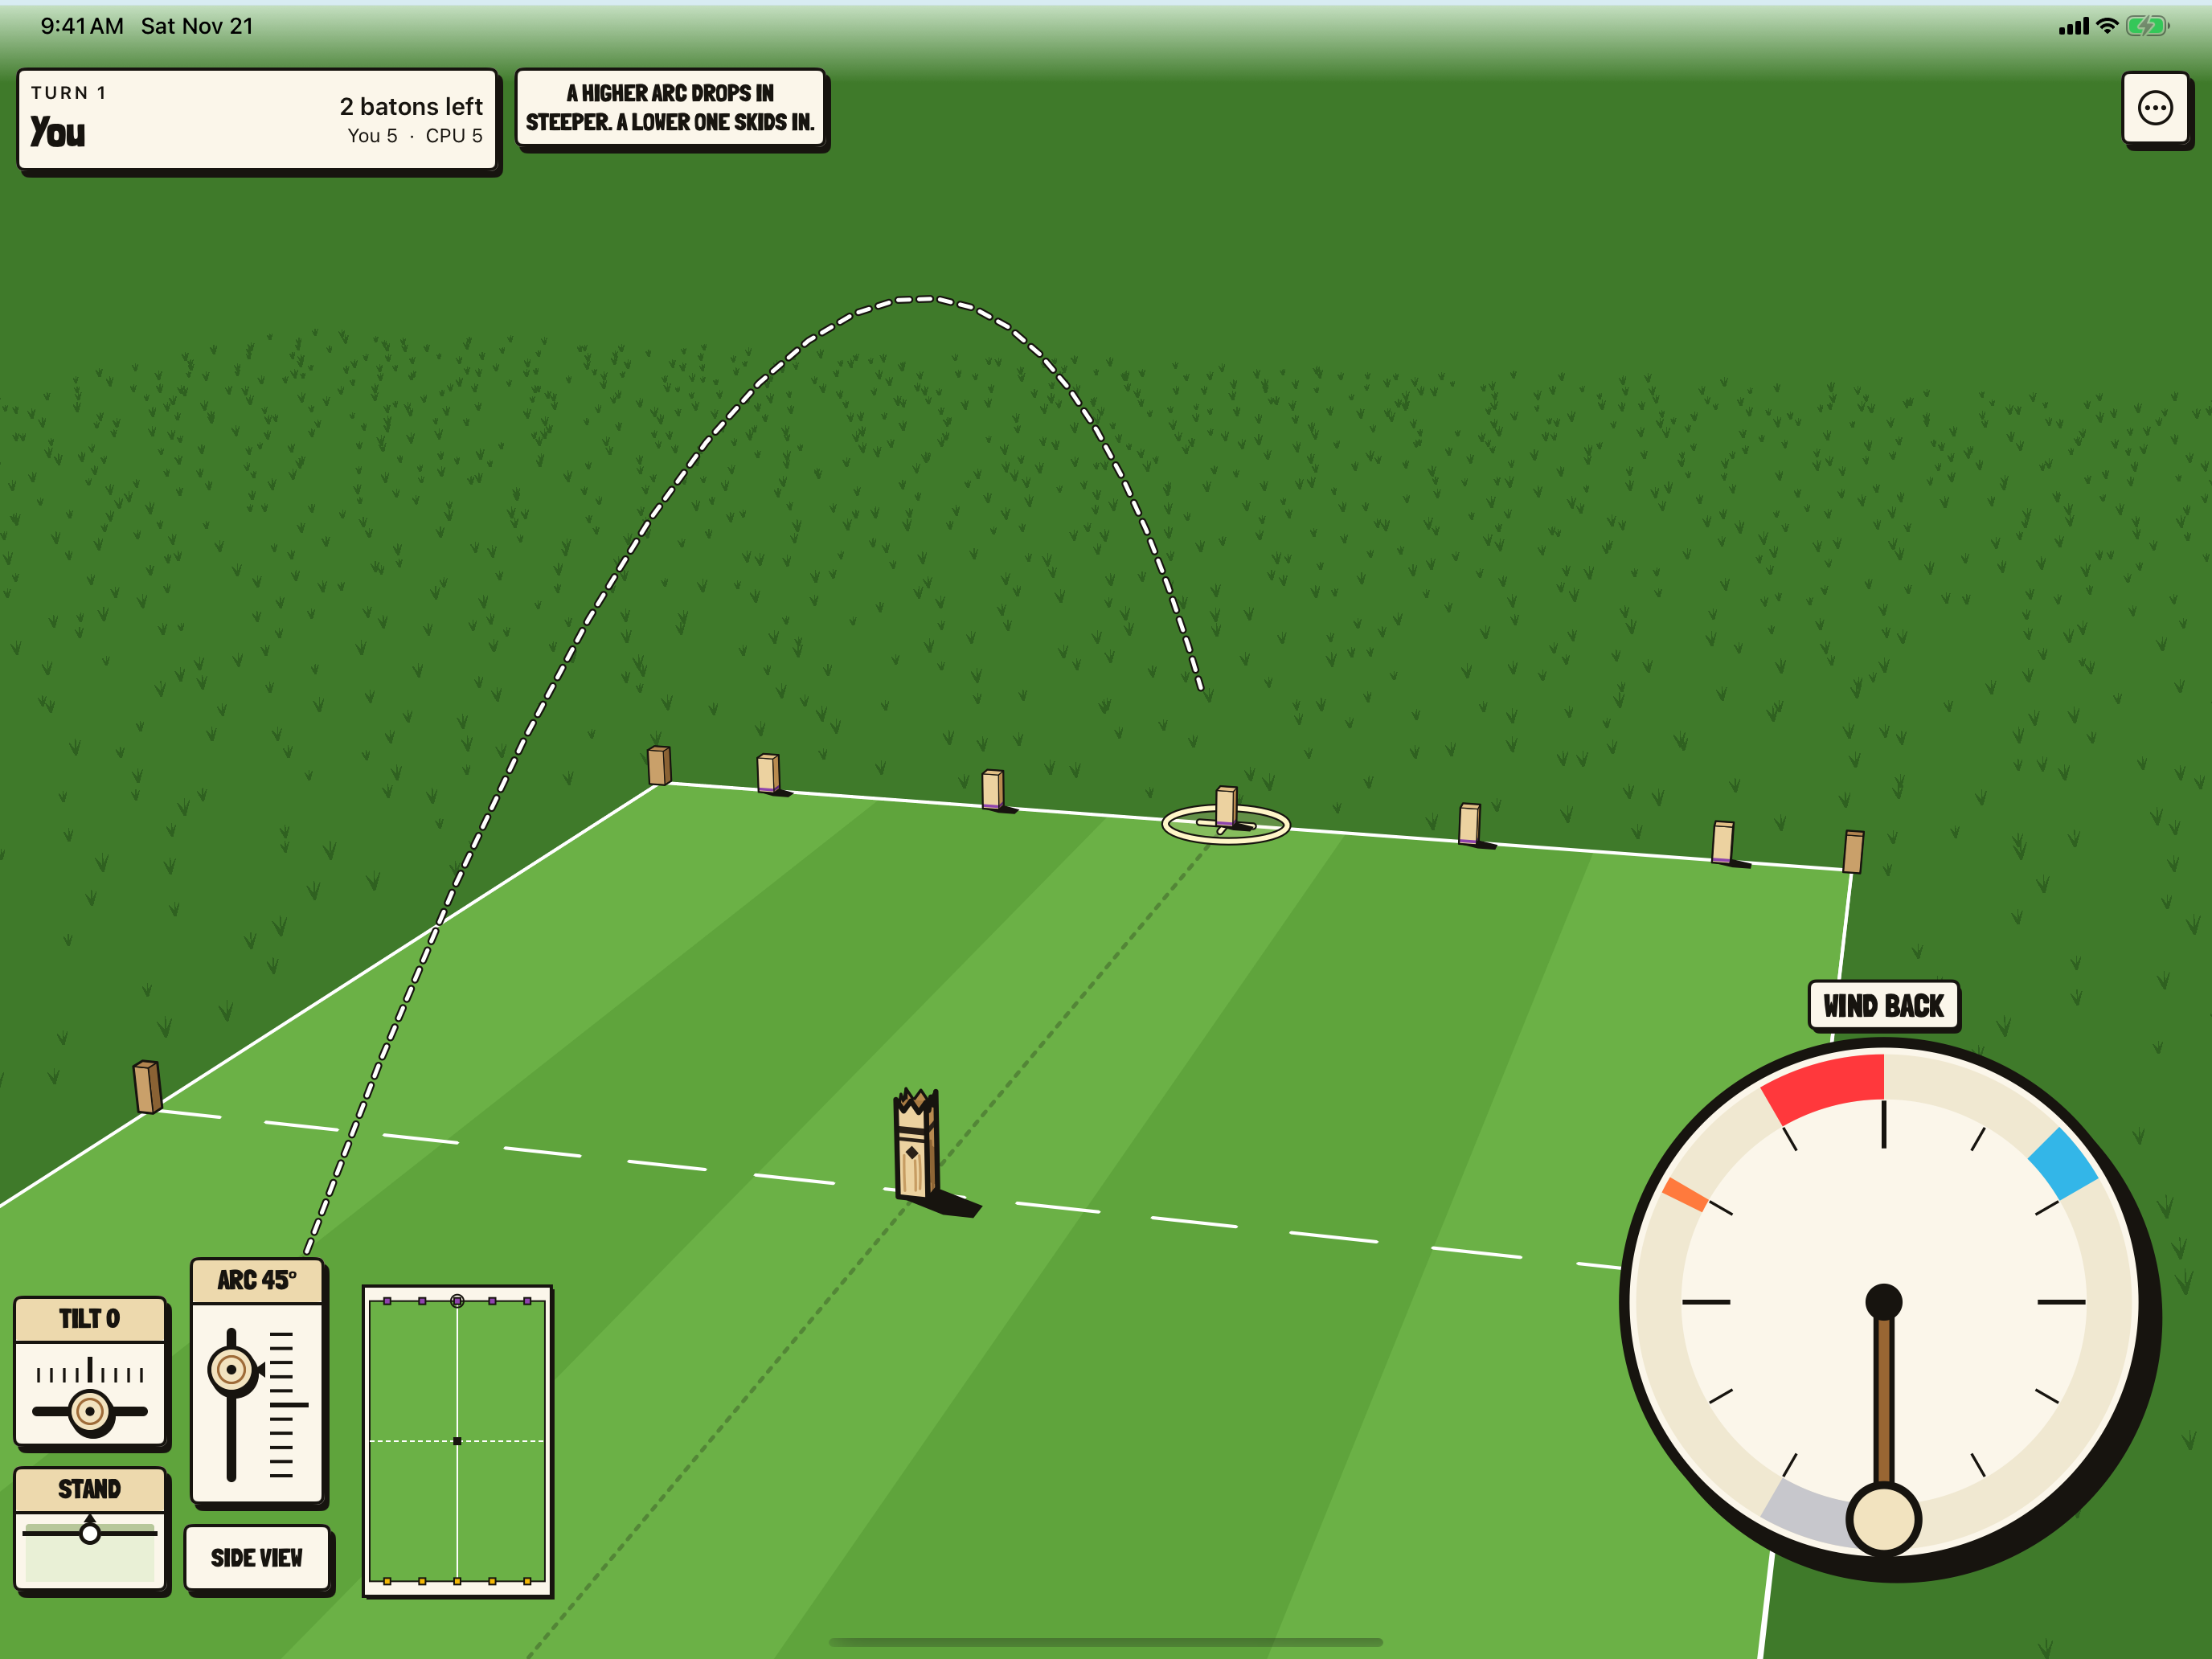 9:41 AM Sat Nov 21
TURN 1
You
2 batons left
You 5 · CPU 5
A HIGHER ARC DROPS IN
STEEPER. A LOWER ONE SKIDS IN.
WIND BACK
ARC 45°
TILT 0
STAND
SIDE VIEW